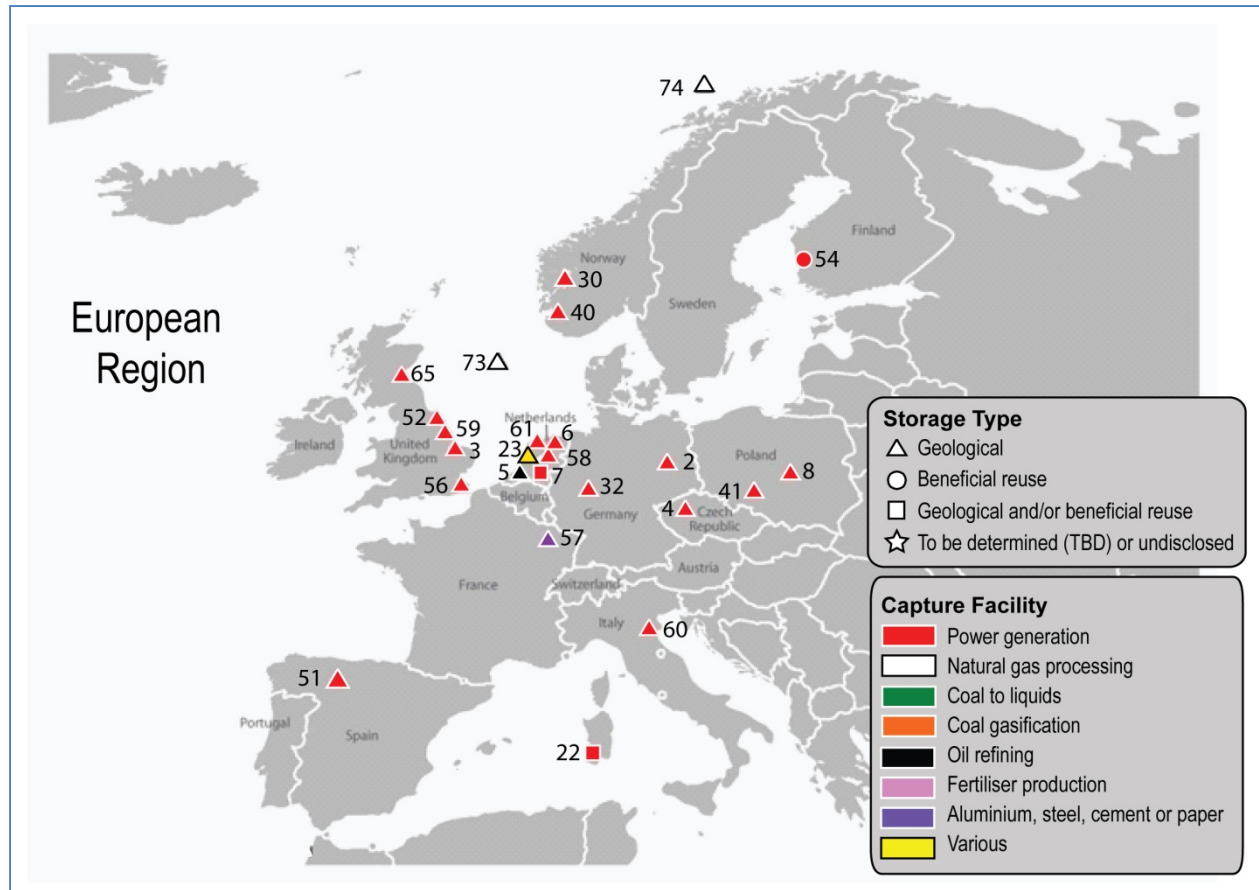 European
Region
74
Norway
30
40
Finland
54
Sweden
73
65
52
59
3
56
Ireland
United
Kingdom
Netherlands
61
6
23
58
5
7
Belgium
32
Germany
2
Poland
8
41
4
Czech
Republic
57
France
Switzerland
Austria
Italy
60
51
Portugal
Spain
22
Storage Type
Geological
Beneficial reuse
Geological and/or beneficial reuse
To be determined (TBD) or undisclosed
Capture Facility
Power generation
Natural gas processing
Coal to liquids
Coal gasification
Oil refining
Fertiliser production
Aluminium, steel, cement or paper
Various